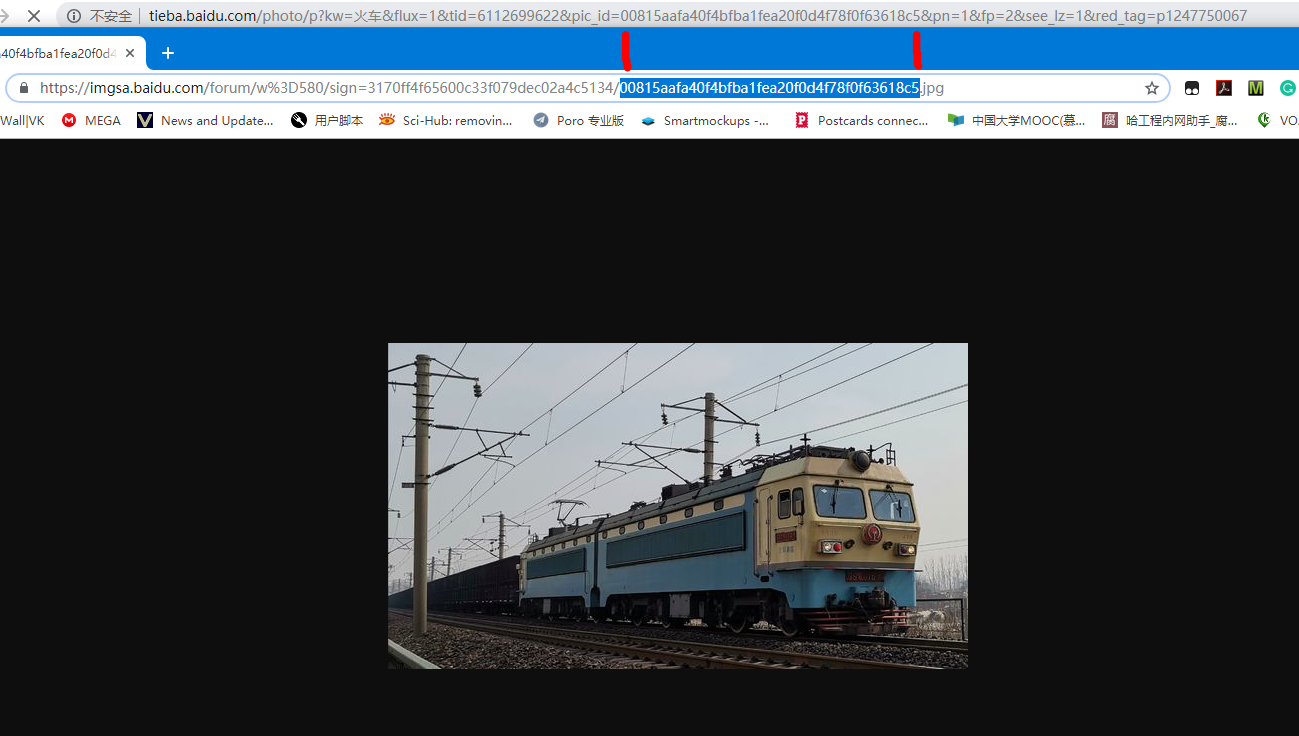 不安全 tieba.baidu.com/photo/p?kw=火车&flux=1&tid=6112699622&pic_id=00815aafa40f4bfba1fea20f0d4f78f0f63618c5&pn=1&fp=2&see_lz=1&red_tag=p1247750067
40f4bfba1fea20f0d4
https://imgsa.baidu.com/forum/w%3D580/sign=3170ff4f65600c33f079dec02a4c5134/00815aafa40f4bfba1fea20f0d4f78f0f63618c5.jpg
Wall|VK MEGA News and Update... 用户脚本 Sci-Hub: removin... Poro 专业版 Smartmockups -... Postcards connec... 中国大学MOOC(慕... 腐 哈工程内网助手_腐... VO